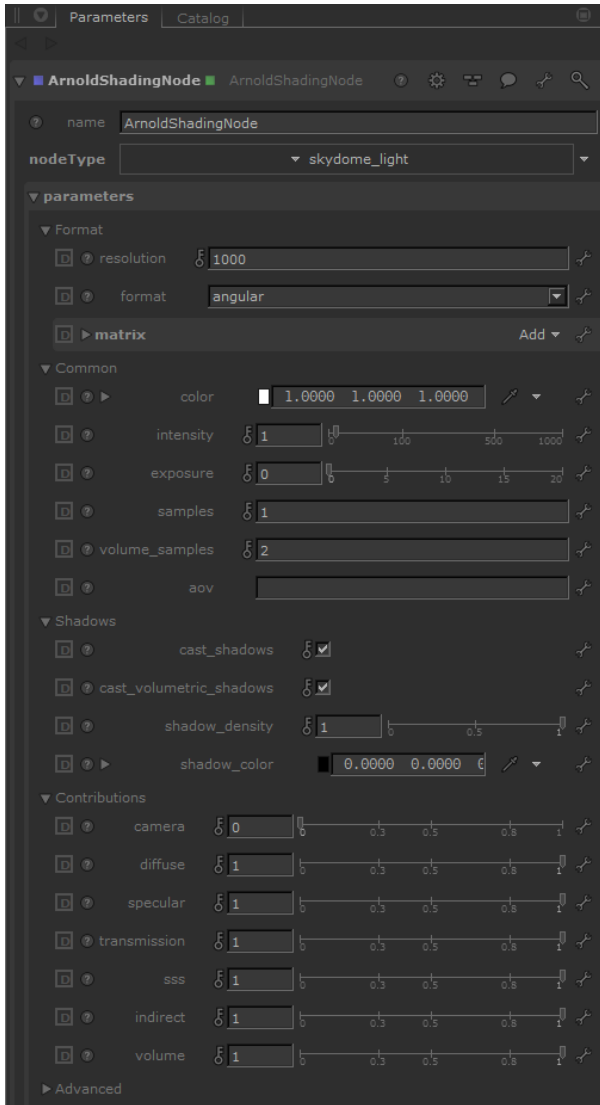 Parameters Catalog
ArnoldShadingNode ArnoldShadingNode
name ArnoldShadingNode
nodeType skydome_light
parameters
Format
D resolution 1000
D format angular
D matrix Add
Common
D color 1.0000 1.0000 1.0000
D intensity 1 0 100 500 1000
D exposure 0 0 5 10 15 20
D samples 1
D volume_samples 2
D aov
Shadows
D cast_shadows
D cast_volumetric_shadows
D shadow_density 1 0 0.5 1
D shadow_color 0.0000 0.0000
Contributions
D camera 0 0 0.3 0.5 0.8 1
D diffuse 1 0 0.3 0.5 0.8 1
D specular 1 0 0.3 0.5 0.8 1
D transmission 1 0 0.3 0.5 0.8 1
D sss 1 0 0.3 0.5 0.8 1
D indirect 1 0 0.3 0.5 0.8 1
D volume 1 0 0.3 0.5 0.8 1
Advanced